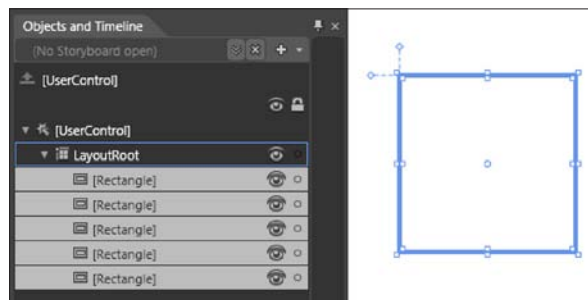 Objects and Timeline
(No Storyboard open)
[UserControl]
[UserControl]
LayoutRoot
[Rectangle]
[Rectangle]
[Rectangle]
[Rectangle]
[Rectangle]